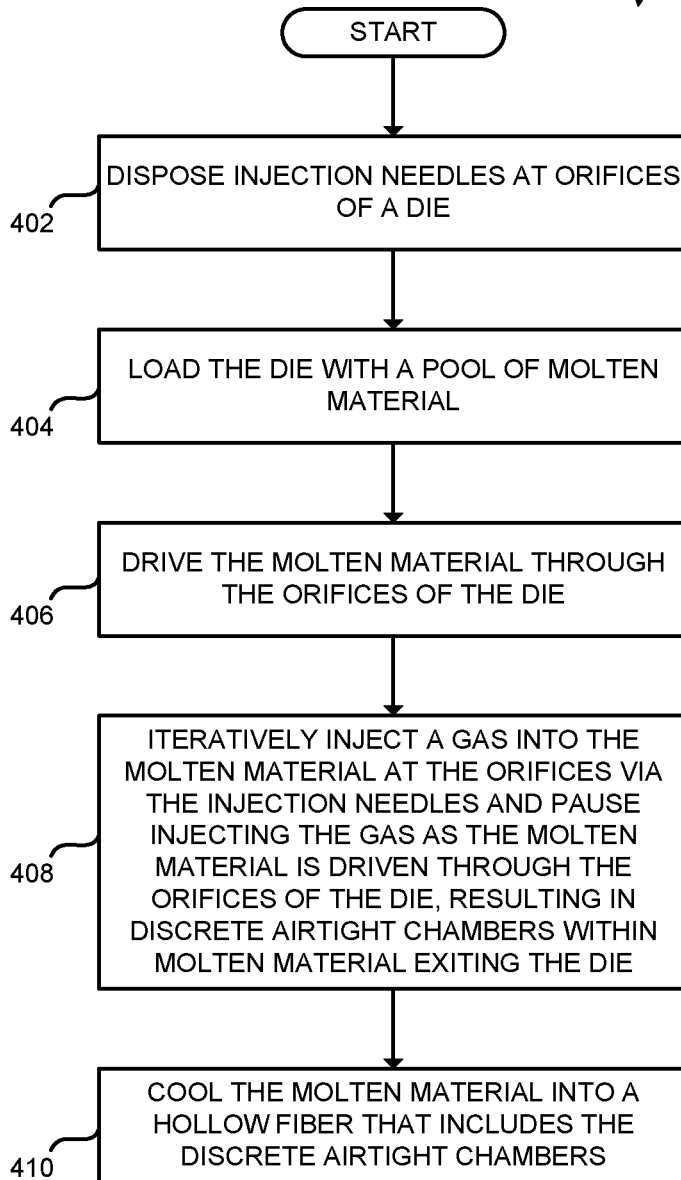 START
DISPOSE INJECTION NEEDLES AT ORIFICES
OF A DIE
402
LOAD THE DIE WITH A POOL OF MOLTEN
MATERIAL
404
DRIVE THE MOLTEN MATERIAL THROUGH
THE ORIFICES OF THE DIE
406
ITERATIVELY INJECT A GAS INTO THE
MOLTEN MATERIAL AT THE ORIFICES VIA
THE INJECTION NEEDLES AND PAUSE
INJECTING THE GAS AS THE MOLTEN
MATERIAL IS DRIVEN THROUGH THE
ORIFICES OF THE DIE, RESULTING IN
DISCRETE AIRTIGHT CHAMBERS WITHIN
MOLTEN MATERIAL EXITING THE DIE
408
COOL THE MOLTEN MATERIAL INTO A
HOLLOW FIBER THAT INCLUDES THE
DISCRETE AIRTIGHT CHAMBERS
410